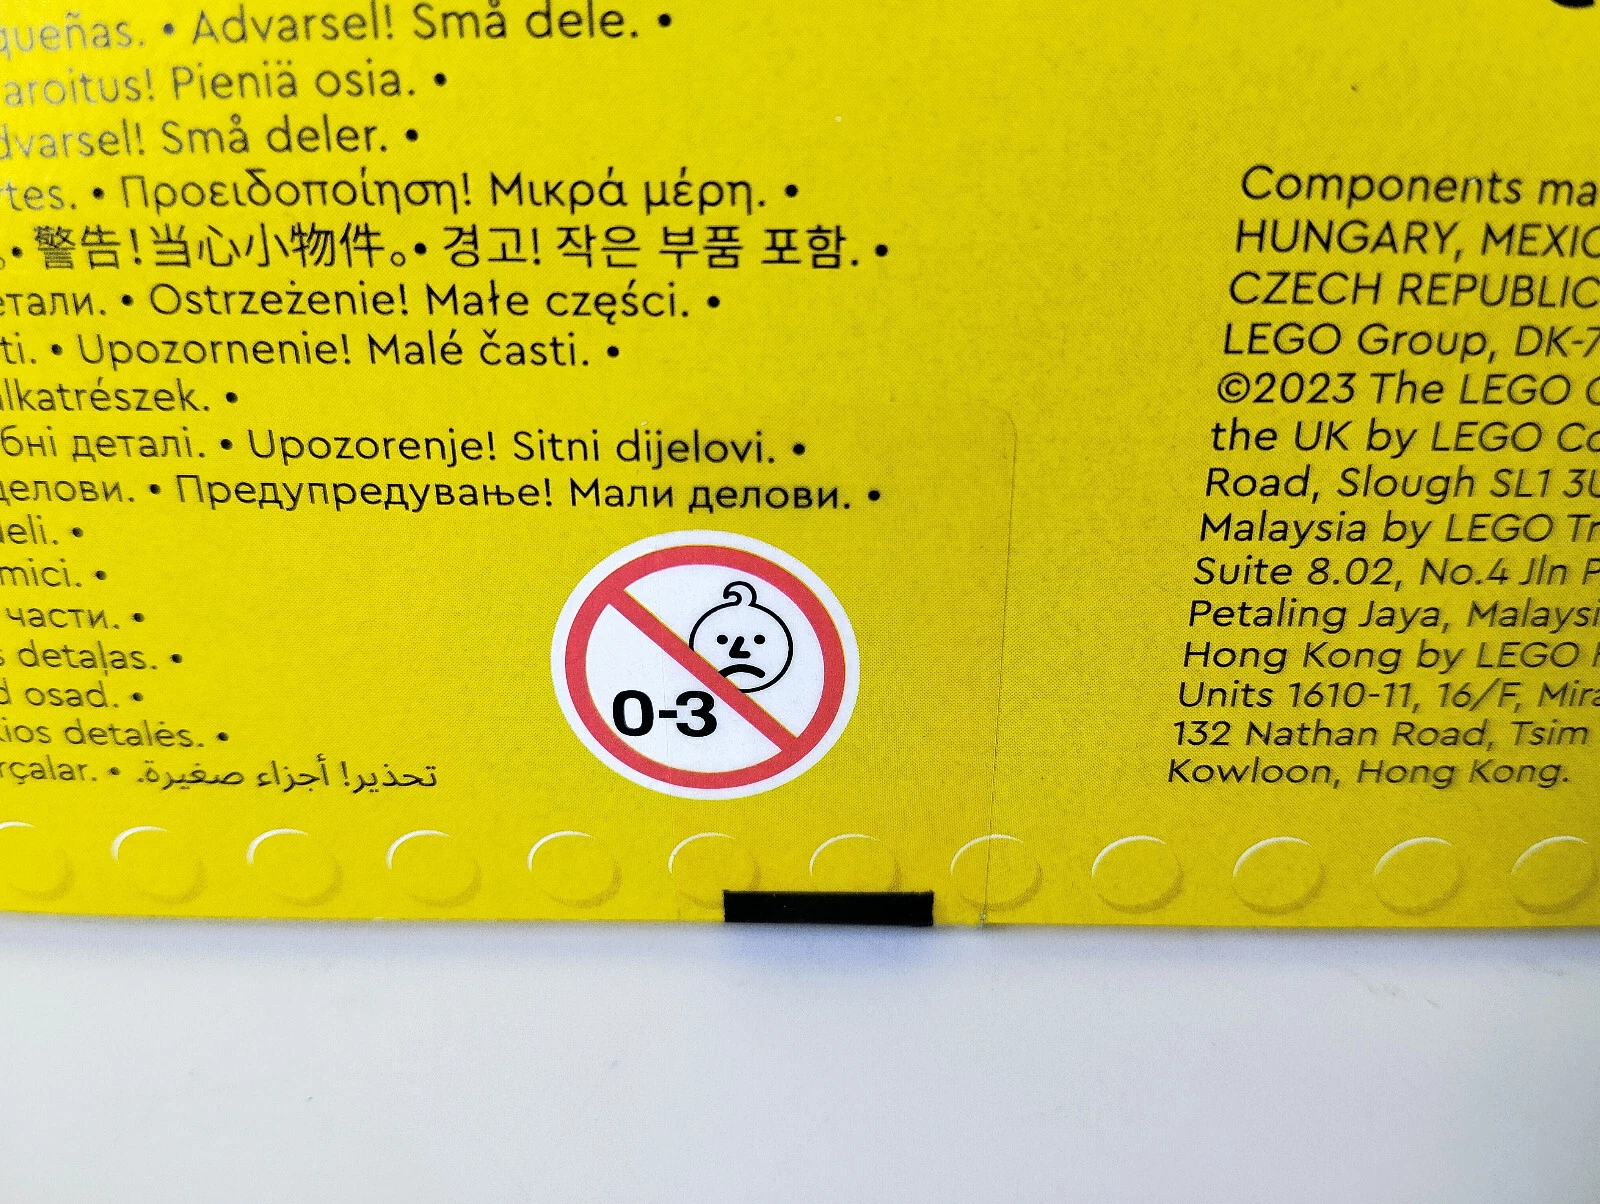 queñas. • Advarsel! Små dele. •
aroitus! Pieniä osia. •
dvarsel! Små deler. •
tes. • Προειδοποίηση! Μικρά μέρη. •
。• 警告!当心小物件。• 경고! 작은 부품 포함. •
етали. • Ostrzeżenie! Małe części. •
ti. • Upozornenie! Malé časti. •
lkatrészek. •
бні деталі. • Upozorenje! Sitni dijelovi. •
делови. • Предупредување! Мали делови. •
deli. •
mici. •
части. •
s detaļas. •
d osad. •
kios detalės. •
rçalar. • تحذير! أجزاء صغيرة.
0-3
Components ma
HUNGARY, MEXIC
CZECH REPUBLIC
LEGO Group, DK-7
©2023 The LEGO G
the UK by LEGO Co
Road, Slough SL1 3U
Malaysia by LEGO Tr
Suite 8.02, No.4 Jln P
Petaling Jaya, Malaysi
Hong Kong by LEGO H
Units 1610-11, 16/F, Mira
132 Nathan Road, Tsim
Kowloon, Hong Kong.